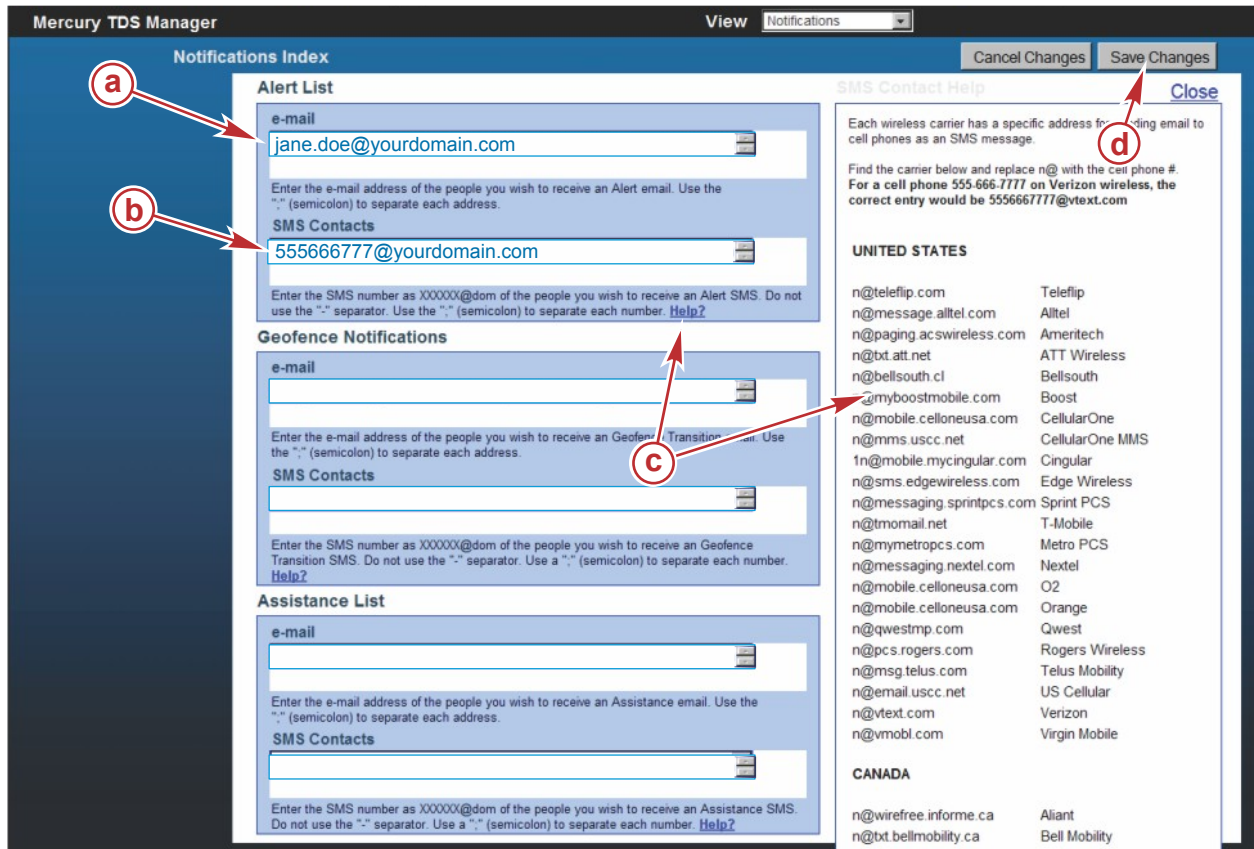 Mercury TDS Manager
View Notifications
Notifications Index
Cancel Changes Save Changes
a
Alert List
e-mail
jane.doe@yourdomain.com
Enter the e-mail address of the people you wish to receive an Alert email. Use the
";" (semicolon) to separate each address.
b
SMS Contacts
555666777@yourdomain.com
Enter the SMS number as XXXXXX@dom of the people you wish to receive an Alert SMS. Do not
use the "-" separator. Use the ";" (semicolon) to separate each number. Help?
Geofence Notifications
e-mail
Enter the e-mail address of the people you wish to receive an Geofence Transition email. Use
the ";" (semicolon) to separate each address.
c
SMS Contacts
Enter the SMS number as XXXXXX@dom of the people you wish to receive an Geofence
Transition SMS. Do not use the "-" separator. Use a ";" (semicolon) to separate each number.
Help?
Assistance List
e-mail
Enter the e-mail address of the people you wish to receive an Assistance email. Use the
";" (semicolon) to separate each address.
SMS Contacts
Enter the SMS number as XXXXXX@dom of the people you wish to receive an Assistance SMS.
Do not use the "-" separator. Use a ";" (semicolon) to separate each number. Help?
SMS Contact Help
Close
d
Each wireless carrier has a specific address for email to
cell phones as an SMS message.
Find the carrier below and replace n@ with the cell phone #.
For a cell phone 555-666-7777 on Verizon wireless, the
correct entry would be 5556667777@vtext.com
UNITED STATES
n@teleflip.com Teleflip
n@message.alltel.com Alltel
n@paging.acswireless.com Ameritech
n@txt.att.net ATT Wireless
n@bellsouth.cl Bellsouth
n@myboostmobile.com Boost
n@mobile.celloneusa.com CellularOne
n@mms.uscc.net CellularOne MMS
1n@mobile.mycingular.com Cingular
n@sms.edgewireless.com Edge Wireless
n@messaging.sprintpcs.com Sprint PCS
n@tmomail.net T-Mobile
n@mymetropcs.com Metro PCS
n@messaging.nextel.com Nextel
n@mobile.celloneusa.com O2
n@mobile.celloneusa.com Orange
n@qwestmp.com Qwest
n@pcs.rogers.com Rogers Wireless
n@msg.telus.com Telus Mobility
n@email.uscc.net US Cellular
n@vtext.com Verizon
n@vmobl.com Virgin Mobile
CANADA
n@wirefree.informe.ca Aliant
n@txt.bellmobility.ca Bell Mobility